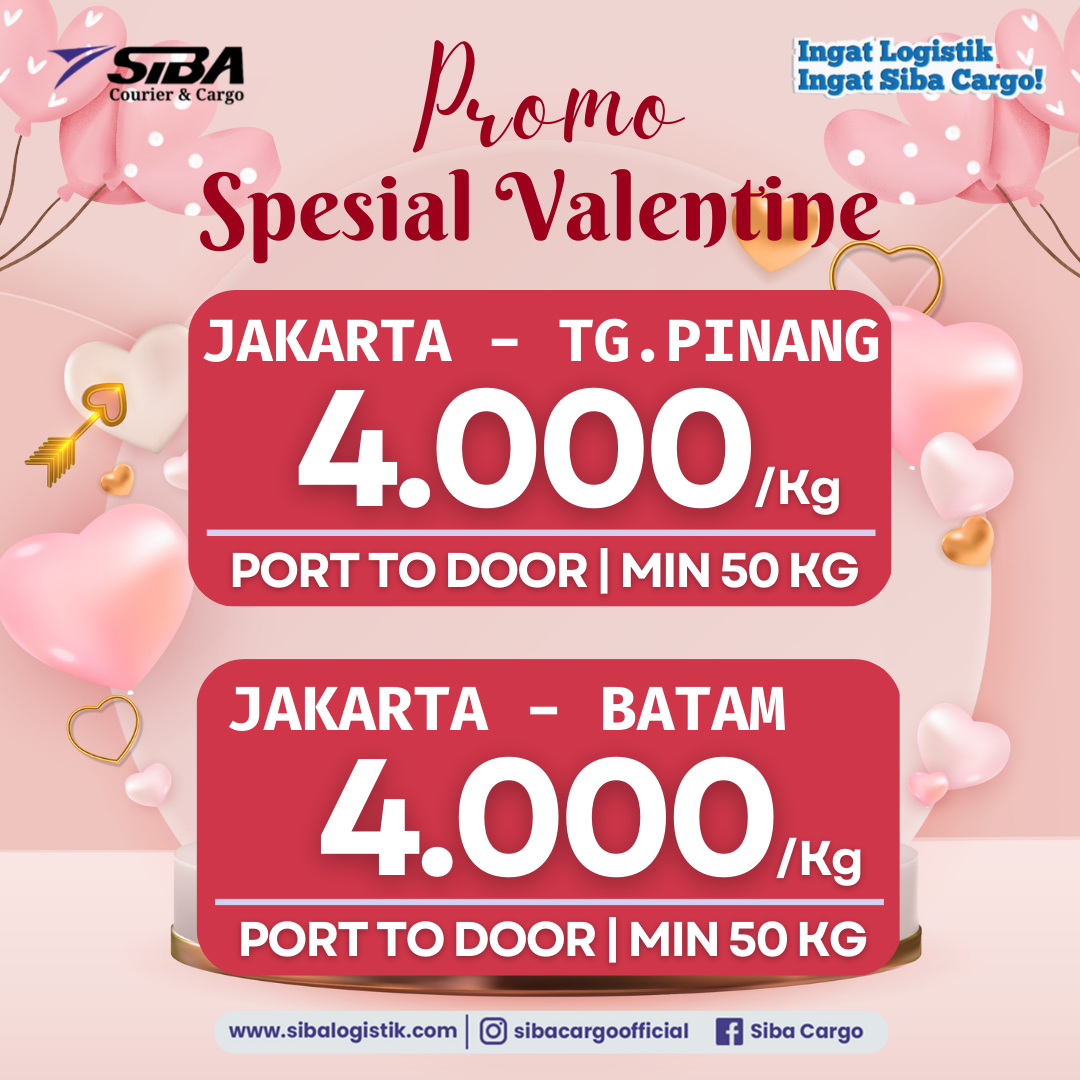 SiBA
Courier & Cargo
Ingat Logistik
Ingat Siba Cargo!
Promo
Spesial Valentine
JAKARTA - TG.PINANG
4.000/Kg
PORT TO DOOR | MIN 50 KG
JAKARTA - BATAM
4.000/Kg
PORT TO DOOR | MIN 50 KG
www.sibalogistik.com | sibacargoofficial Siba Cargo